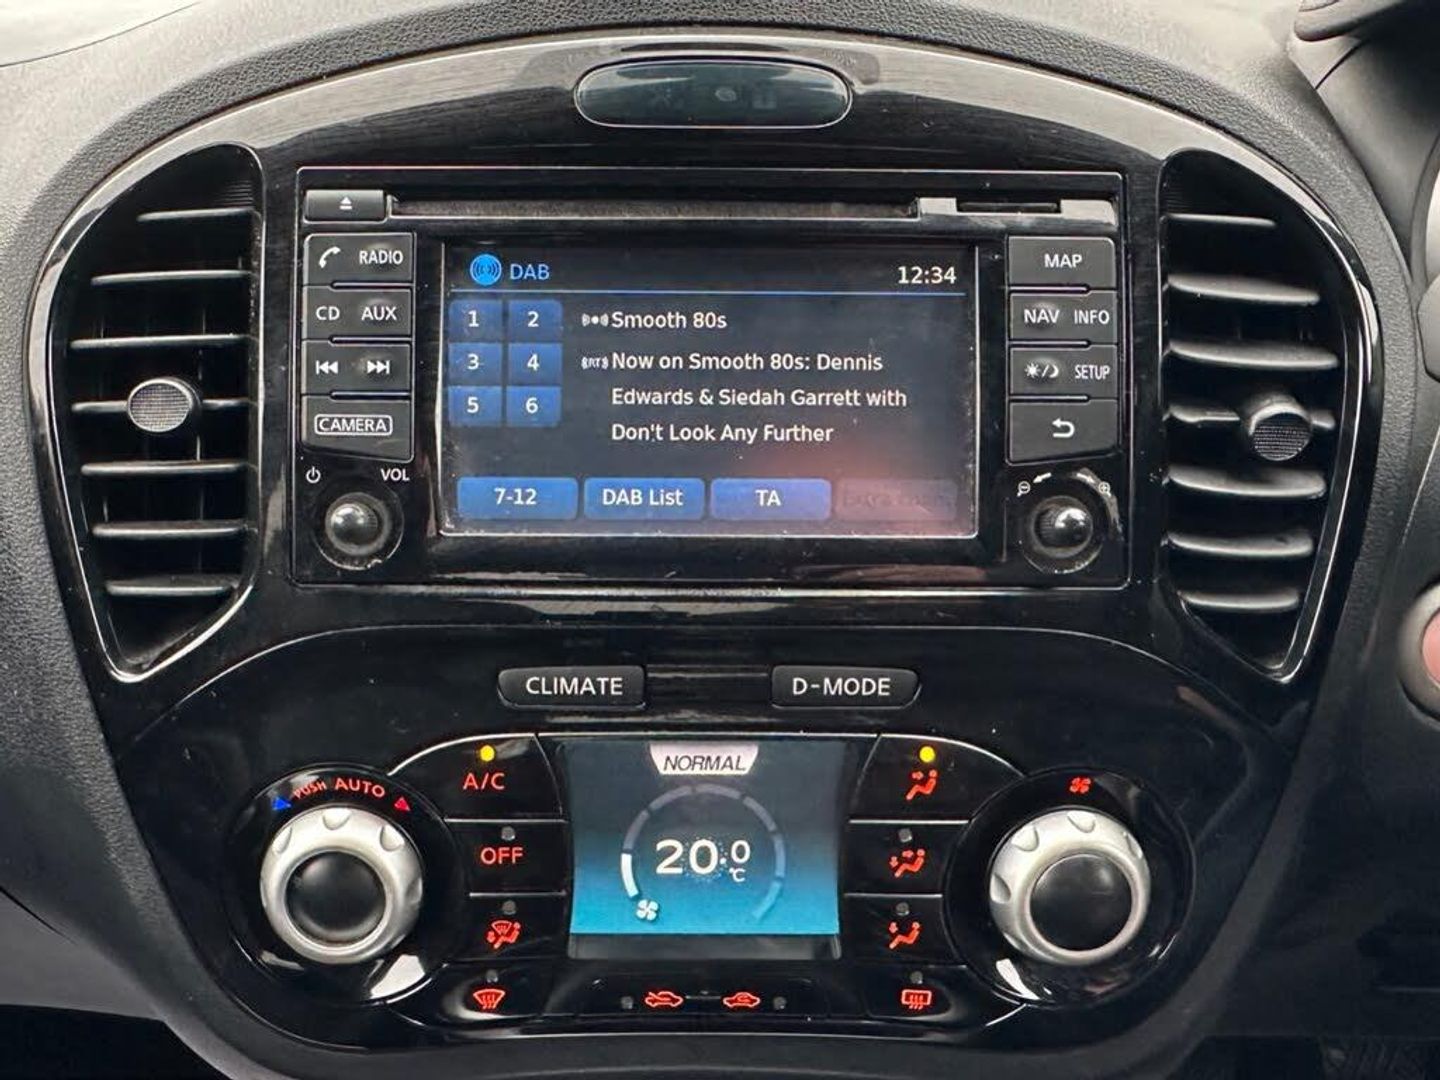 RADIO
CD AUX
CAMERA
VOL
DAB
12:34
1 2
3 4
5 6
Smooth 80s
Now on Smooth 80s: Dennis
Edwards & Siedah Garrett with
Don't Look Any Further
7-12
DAB List
TA
MAP
NAV INFO
SETUP
CLIMATE
D-MODE
PUSH AUTO
A/C
OFF
NORMAL
20.0
°C